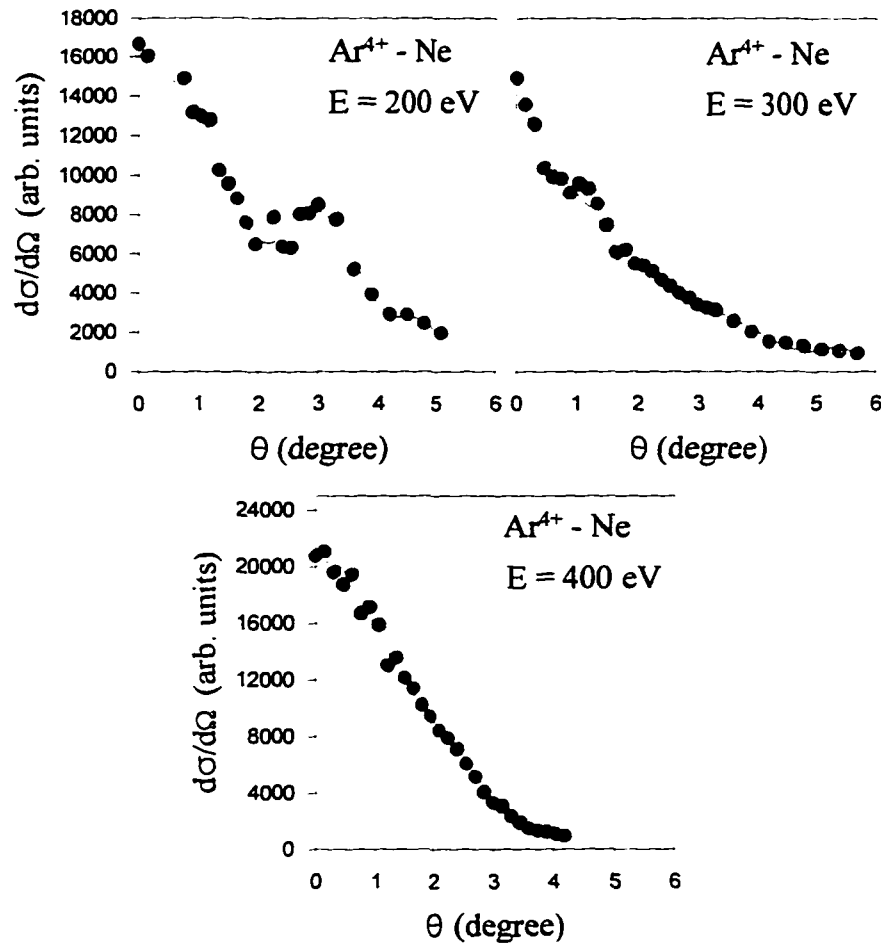 18000
16000
14000
12000
10000
8000
6000
4000
2000
0
dσ/dΩ (arb. units)
Ar⁴⁺ - Ne
E = 200 eV
0 1 2 3 4 5 6
θ (degree)
Ar⁴⁺ - Ne
E = 300 eV
0 1 2 3 4 5 6
θ (degree)
24000
20000
16000
12000
8000
4000
0
dσ/dΩ (arb. units)
Ar⁴⁺ - Ne
E = 400 eV
0 1 2 3 4 5 6
θ (degree)